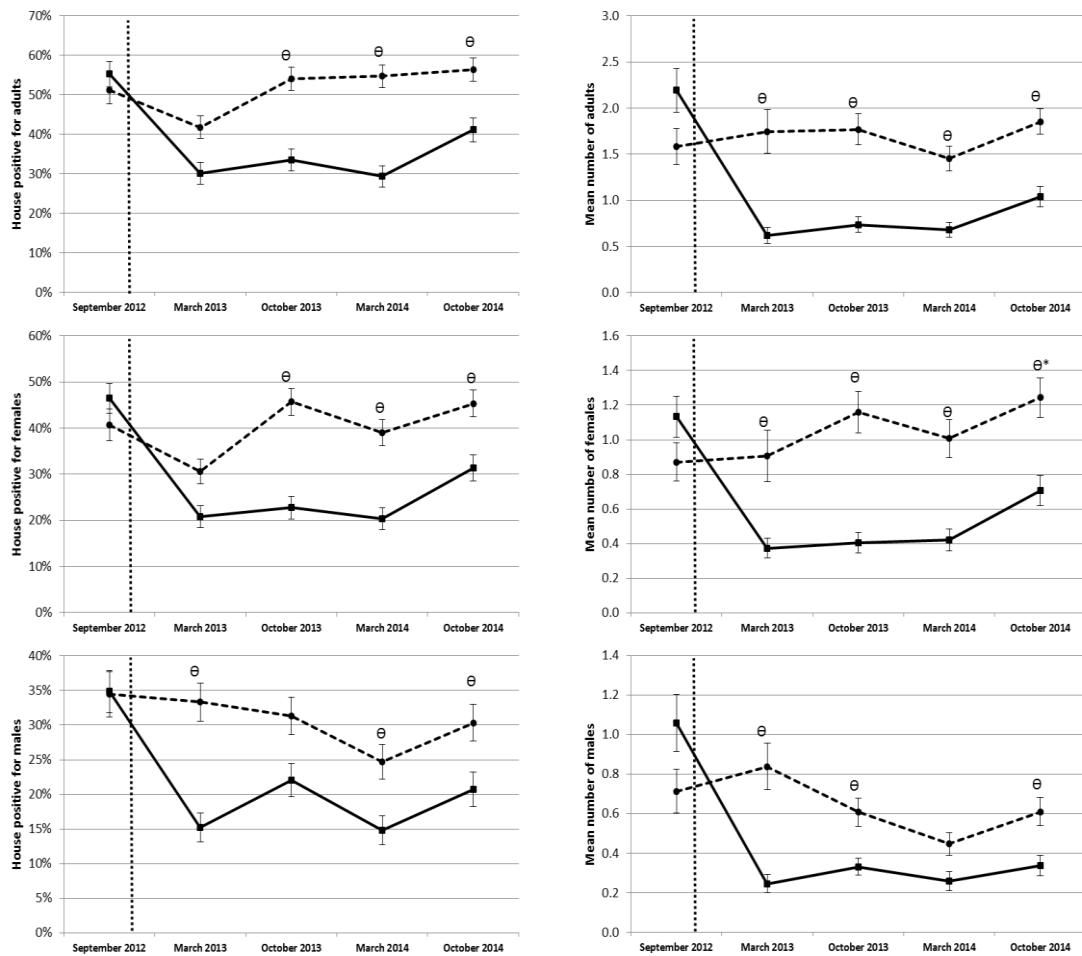 House positive for adults
70%
60%
50%
40%
30%
20%
10%
0%
ө ө ө
September 2012 March 2013 October 2013 March 2014 October 2014
Mean number of adults
3.0
2.5
2.0
1.5
1.0
0.5
0.0
ө ө ө ө
September 2012 March 2013 October 2013 March 2014 October 2014
House positive for females
60%
50%
40%
30%
20%
10%
0%
ө ө ө
September 2012 March 2013 October 2013 March 2014 October 2014
Mean number of females
1.6
1.4
1.2
1.0
0.8
0.6
0.4
0.2
0.0
ө ө ө ө*
September 2012 March 2013 October 2013 March 2014 October 2014
House positive for males
40%
35%
30%
25%
20%
15%
10%
5%
0%
ө ө ө
September 2012 March 2013 October 2013 March 2014 October 2014
Mean number of males
1.4
1.2
1.0
0.8
0.6
0.4
0.2
0.0
ө ө ө
September 2012 March 2013 October 2013 March 2014 October 2014